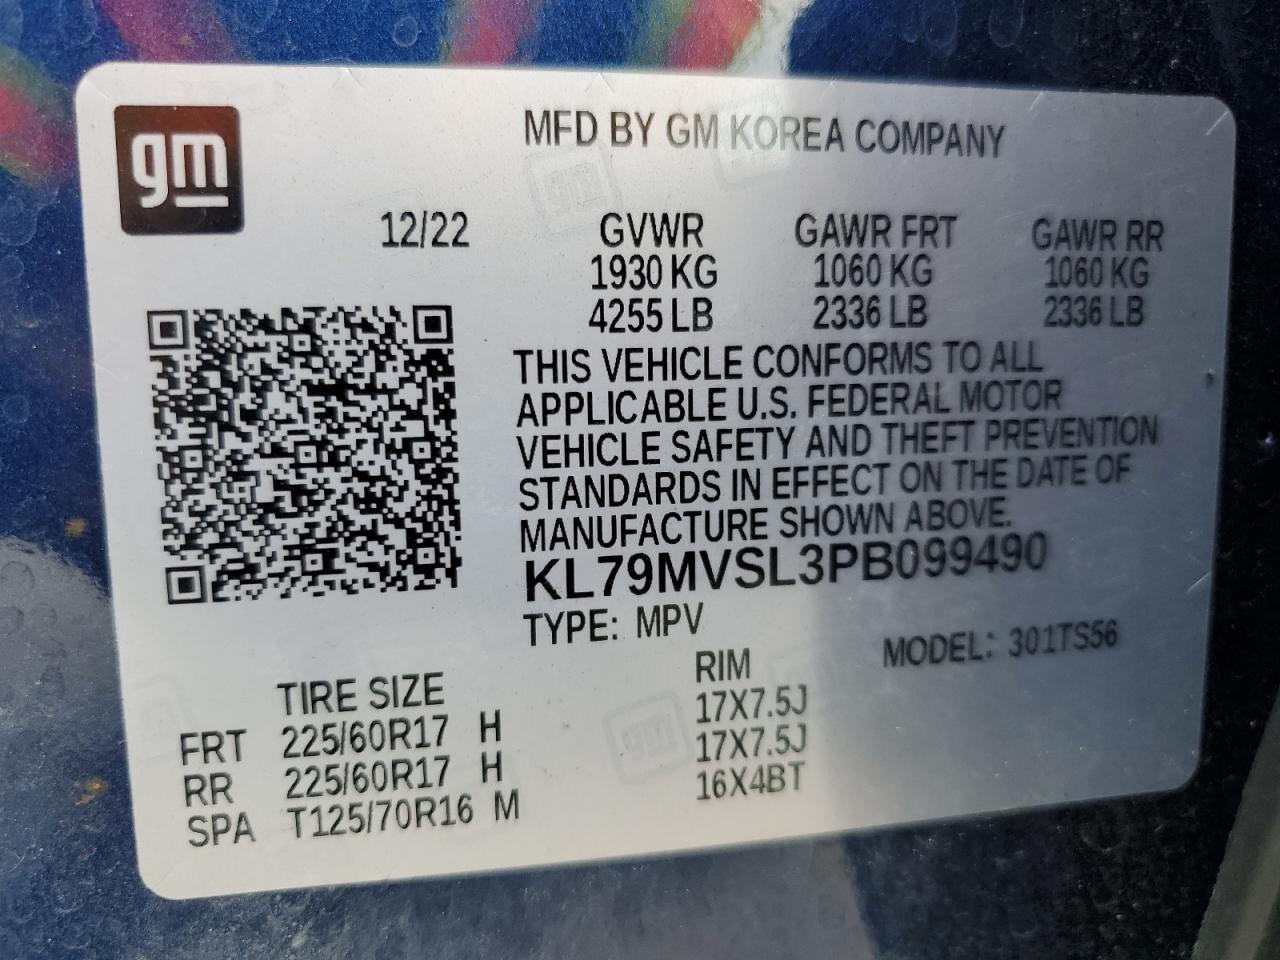 gm
MFD BY GM KOREA COMPANY
12/22 GVWR GAWR FRT GAWR RR
1930 KG 1060 KG 1060 KG
4255 LB 2336 LB 2336 LB
THIS VEHICLE CONFORMS TO ALL
APPLICABLE U.S. FEDERAL MOTOR
VEHICLE SAFETY AND THEFT PREVENTION
STANDARDS IN EFFECT ON THE DATE OF
MANUFACTURE SHOWN ABOVE.
KL79MVSL3PB099490
TYPE: MPV MODEL: 301TS56
TIRE SIZE RIM
FRT 225/60R17 H 17X7.5J
RR 225/60R17 H 17X7.5J
SPA T125/70R16 M 16X4BT